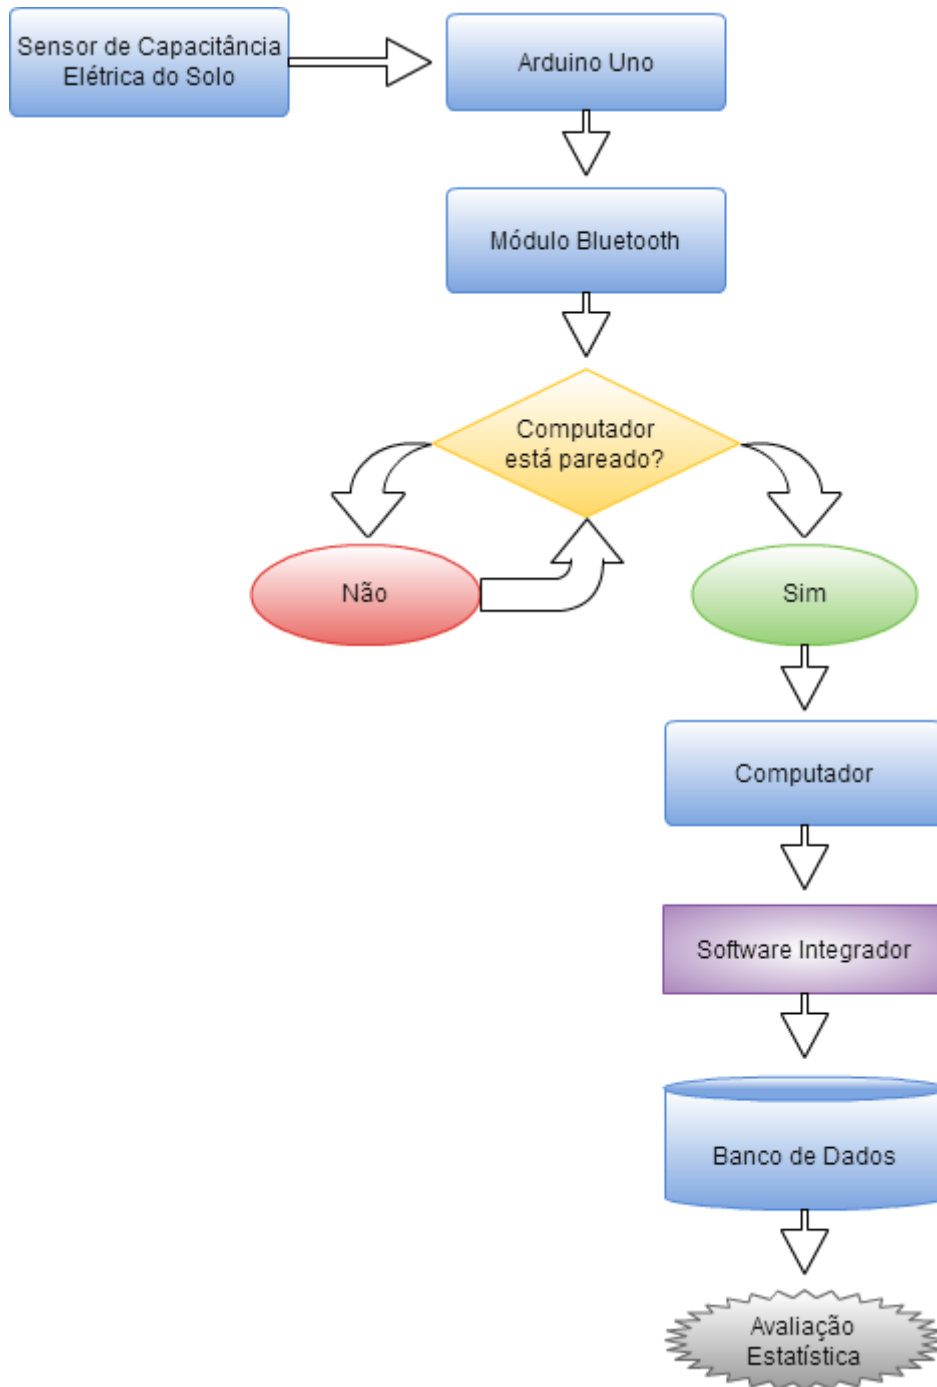 Sensor de Capacitância
Elétrica do Solo
Arduino Uno
Módulo Bluetooth
Computador
está pareado?
Não
Sim
Computador
Software Integrador
Banco de Dados
Avaliação
Estatística